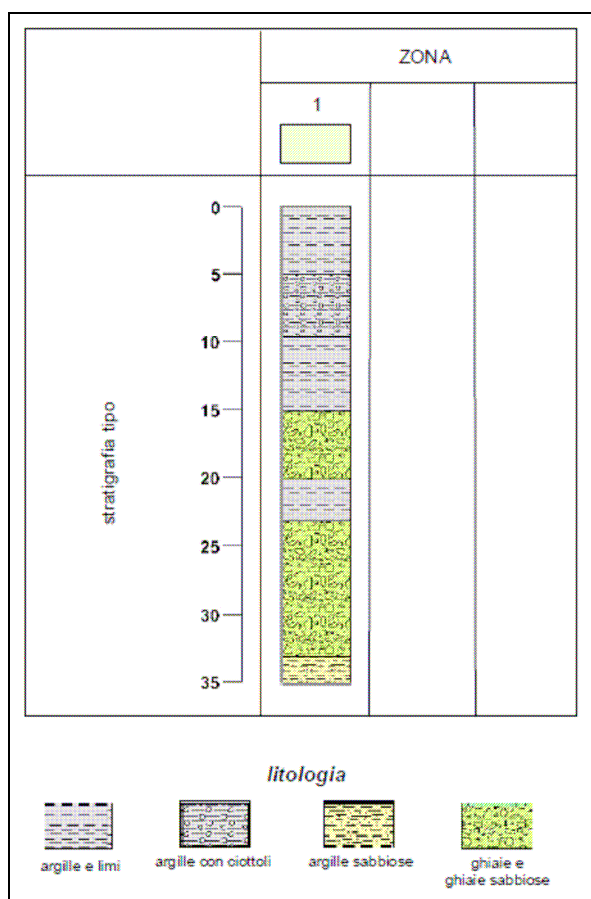 ZONA
1
0
5
10
15
20
25
30
35
stratigrafia tipo
litologia
argille e limi
argille con ciottoli
argille sabbiose
ghiaie e
ghiaie sabbiose